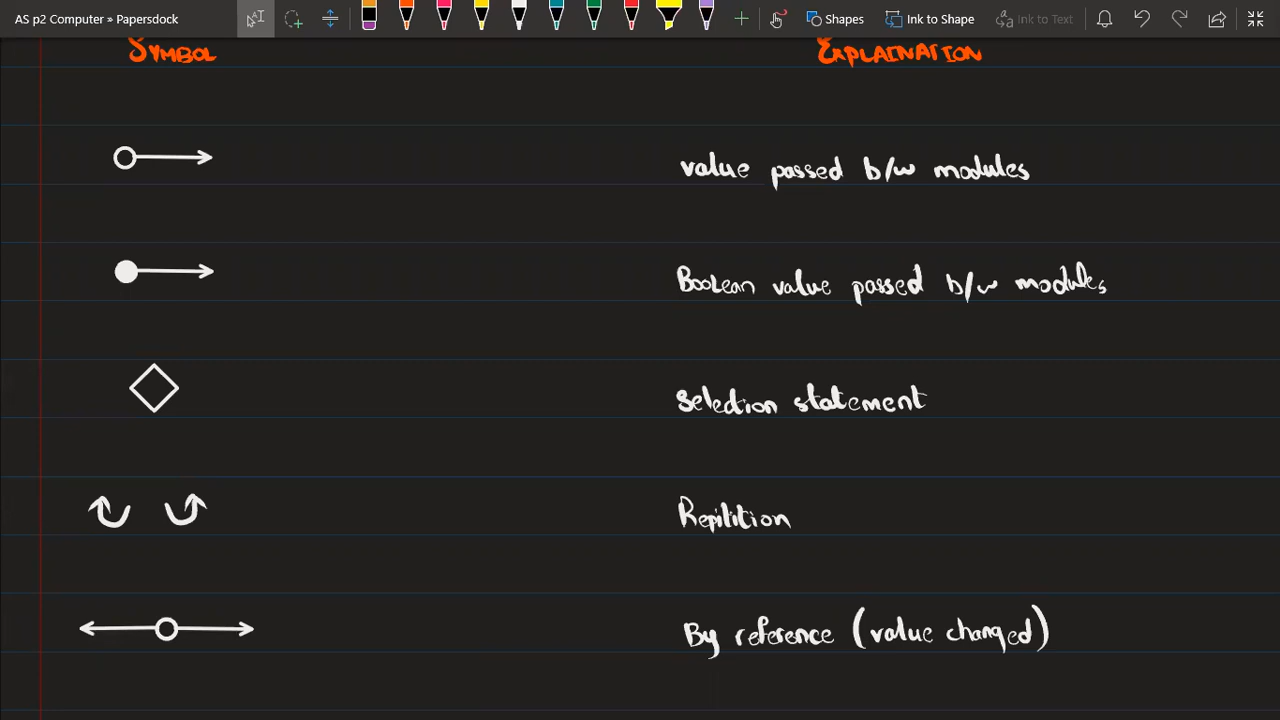 AS p2 Computer » Papersdock
Shapes
Ink to Shape
Ink to Text
SYMBOL
EXPLAINATION
value passed b/w modules
Boolean value passed b/w modules
Selection statement
Repitition
By reference (value changed)